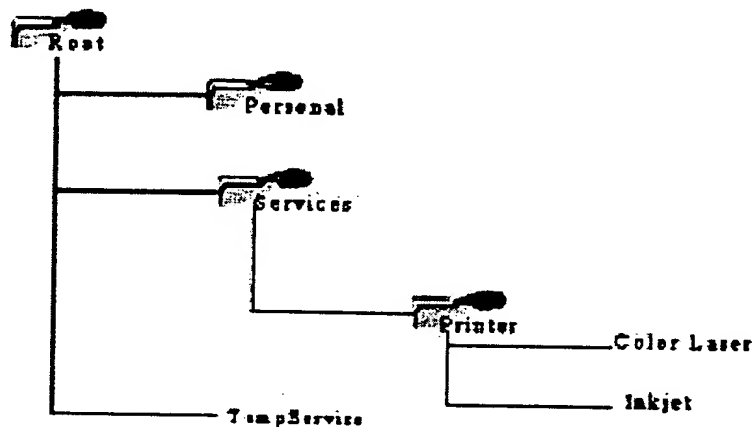 Root
Personal
Services
Printer
Color Laser
Inkjet
TempService